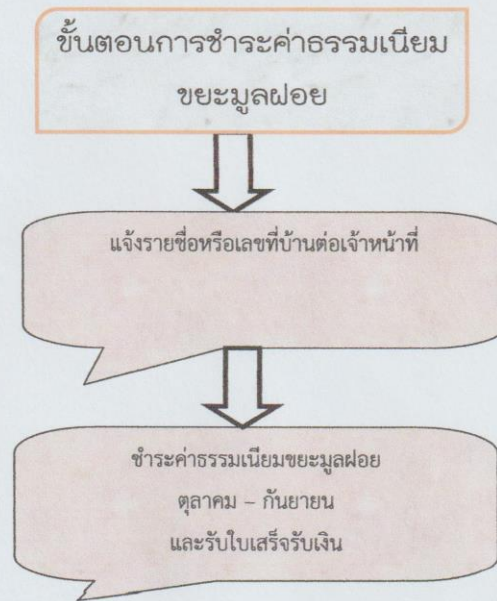 ขั้นตอนการชำระค่าธรรมเนียม
ขยะมูลฝอย
แจ้งรายชื่อหรือเลขที่บ้านต่อเจ้าหน้าที่
ชำระค่าธรรมเนียมขยะมูลฝอย
ตุลาคม – กันยายน
และรับใบเสร็จรับเงิน